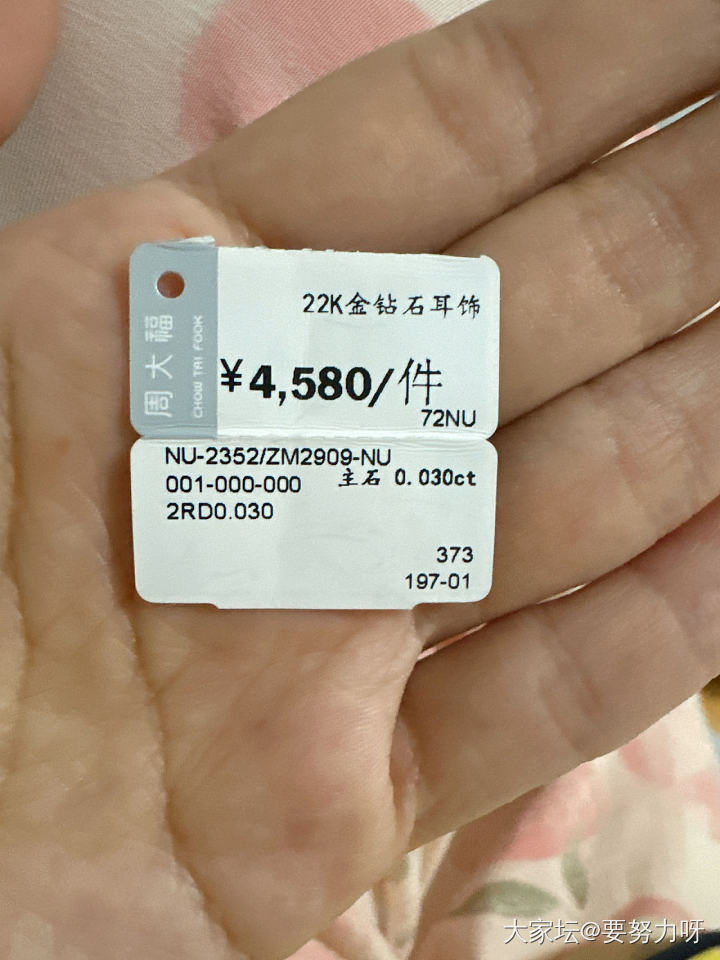 周大福
CHOW TAI FOOK
22K金钻石耳饰
¥4,580/件
72NU
NU-2352/ZM2909-NU
001-000-000 主石 0.030ct
2RD0.030
373
197-01
大家坛@要努力呀